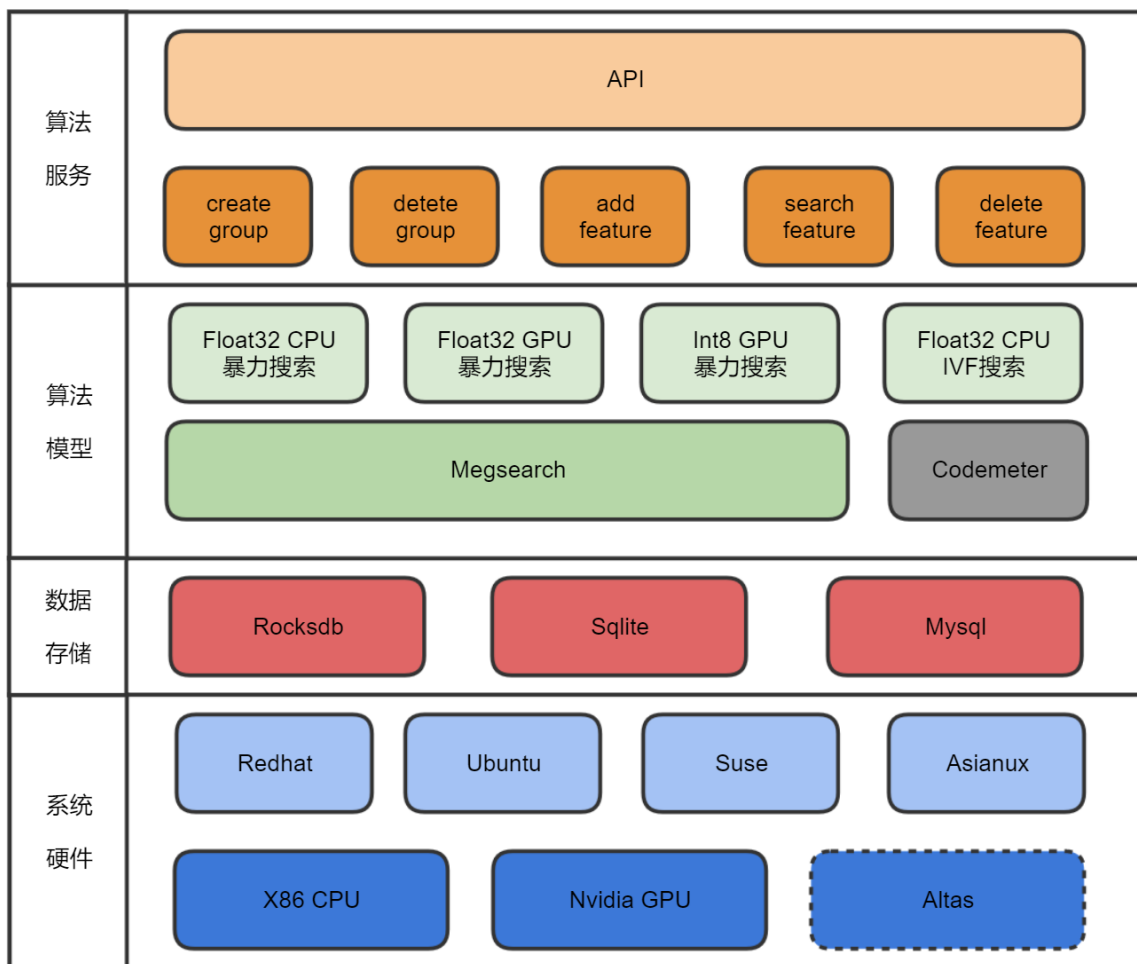 算法
服务
API
create
group
detete
group
add
feature
search
feature
delete
feature
算法
模型
Float32 CPU
暴力搜索
Float32 GPU
暴力搜索
Int8 GPU
暴力搜索
Float32 CPU
IVF搜索
Megsearch
Codemeter
数据
存储
Rocksdb
Sqlite
Mysql
系统
硬件
Redhat
Ubuntu
Suse
Asianux
X86 CPU
Nvidia GPU
Altas